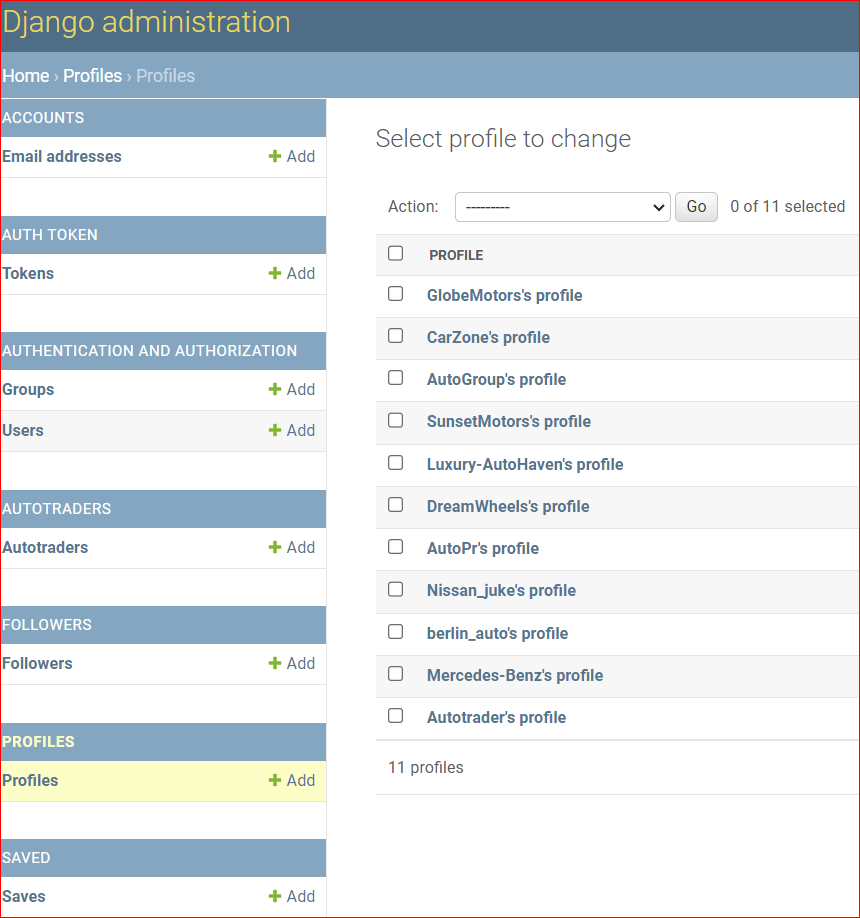 Django administration
Home › Profiles › Profiles
ACCOUNTS
Email addresses
Add
AUTH TOKEN
Tokens
Add
AUTHENTICATION AND AUTHORIZATION
Groups
Add
Users
Add
AUTOTRADERS
Autotraders
Add
FOLLOWERS
Followers
Add
PROFILES
Profiles
Add
SAVED
Saves
Add
Select profile to change
Action: --------- Go 0 of 11 selected
PROFILE
GlobeMotors's profile
CarZone's profile
AutoGroup's profile
SunsetMotors's profile
Luxury-AutoHaven's profile
DreamWheels's profile
AutoPr's profile
Nissan_juke's profile
berlin_auto's profile
Mercedes-Benz's profile
Autotrader's profile
11 profiles